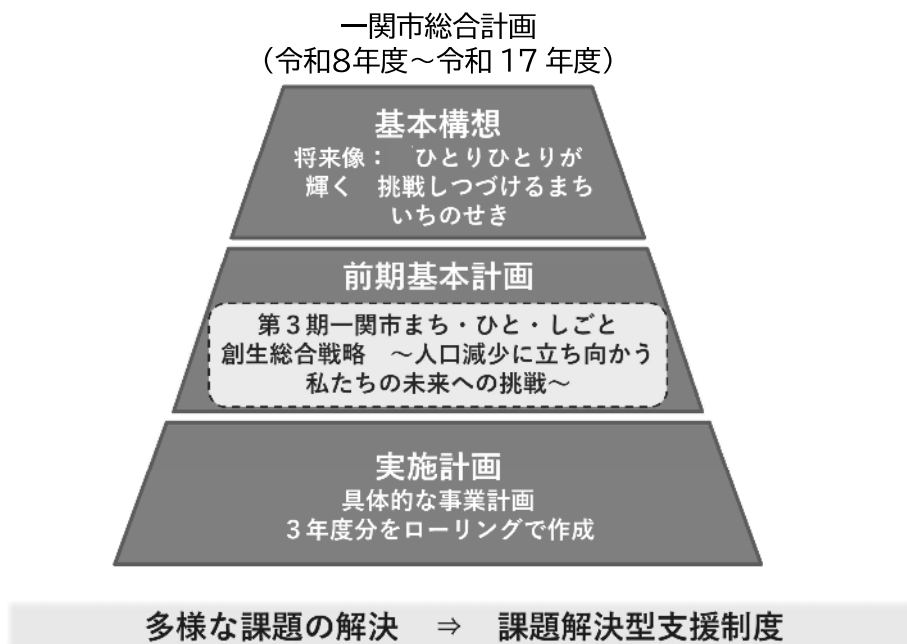 一関市総合計画
（令和8年度～令和 17 年度）
基本構想
将来像：　ひとりひとりが
輝く　挑戦しつづけるまち
いちのせき
前期基本計画
第３期一関市まち・ひと・しごと
創生総合戦略　～人口減少に立ち向かう
私たちの未来への挑戦～
実施計画
具体的な事業計画
３年度分をローリングで作成
多様な課題の解決　⇒　課題解決型支援制度